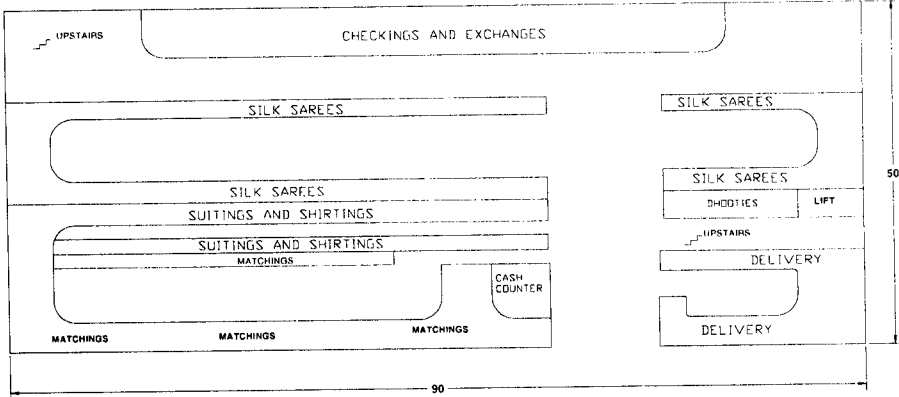 UPSTAIRS
CHECKINGS AND EXCHANGES
SILK SAREES
SILK SAREES
SILK SAREES
SILK SAREES
50
DHOOTIES
LIFT
SUITINGS AND SHIRTINGS
UPSTAIRS
SUITINGS AND SHIRTINGS
MATCHINGS
DELIVERY
CASH
COUNTER
MATCHINGS
MATCHINGS
MATCHINGS
DELIVERY
90